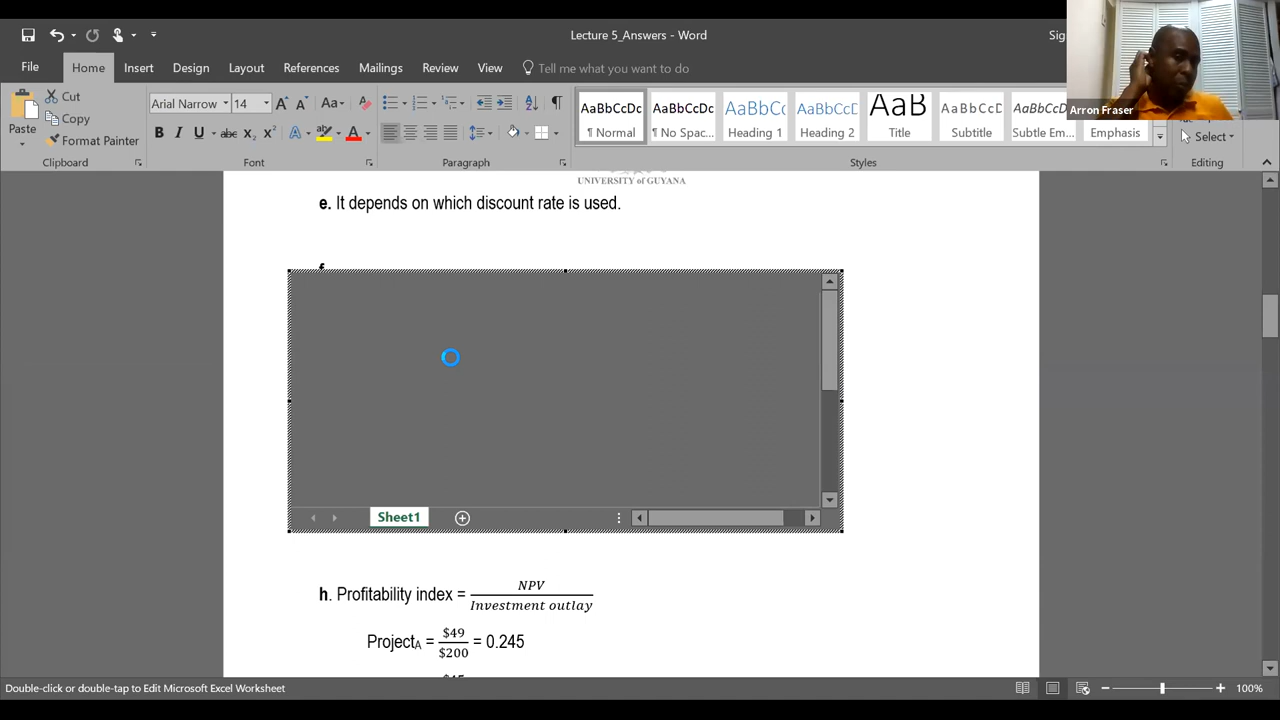 Lecture 5_Answers - Word
File Home Insert Design Layout References Mailings Review View Tell me what you want to do
Arron Fraser
Paste
Cut
Copy
Format Painter
Clipboard
Arial Narrow 14
Font
Paragraph
AaBbCcDc AaBbCcDc AaBbCc AaBbCcD AaB AaBbCcD AaBbCcD AaBbCcD
¶ Normal ¶ No Spac... Heading 1 Heading 2 Title Subtitle Subtle Em... Emphasis
Styles
Select
Editing
UNIVERSITY of GUYANA
e. It depends on which discount rate is used.
Sheet1
h. Profitability index = NPV / Investment outlay
Project A = $49 / $200 = 0.245
Double-click or double-tap to Edit Microsoft Excel Worksheet
100%